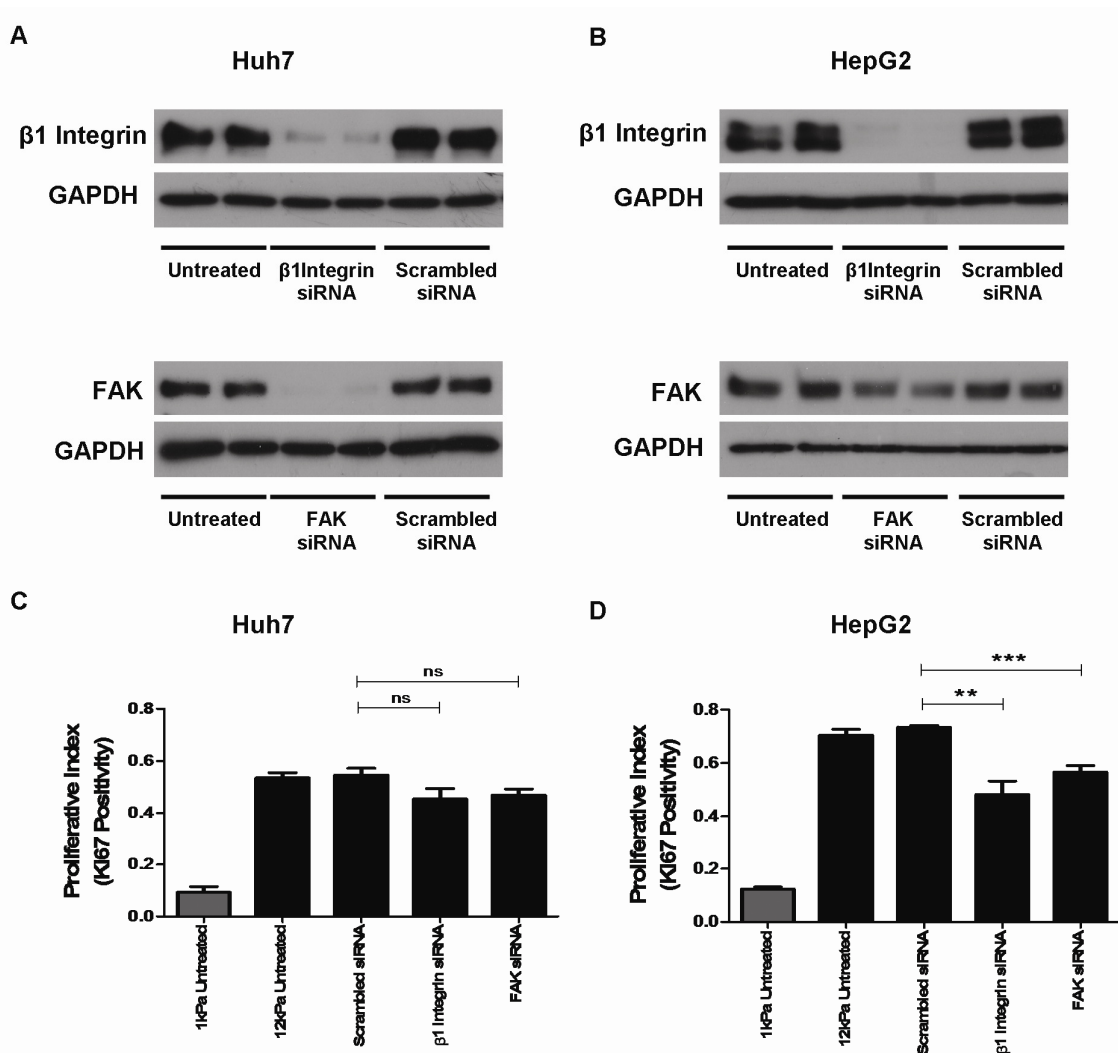 A
Huh7
β1 Integrin
GAPDH
Untreated β1Integrin siRNA Scrambled siRNA
FAK
GAPDH
Untreated FAK siRNA Scrambled siRNA
B
HepG2
β1 Integrin
GAPDH
Untreated β1Integrin siRNA Scrambled siRNA
FAK
GAPDH
Untreated FAK siRNA Scrambled siRNA
C
Huh7
ns
ns
Proliferative Index
(KI67 Positivity)
0.8
0.6
0.4
0.2
0.0
1kPa Untreated
12kPa Untreated
Scrambled siRNA
β1 Integrin siRNA
FAK siRNA
D
HepG2
***
**
Proliferative Index
(KI67 Positivity)
0.8
0.6
0.4
0.2
0.0
1kPa Untreated
12kPa Untreated
Scrambled siRNA
β1 Integrin siRNA
FAK siRNA